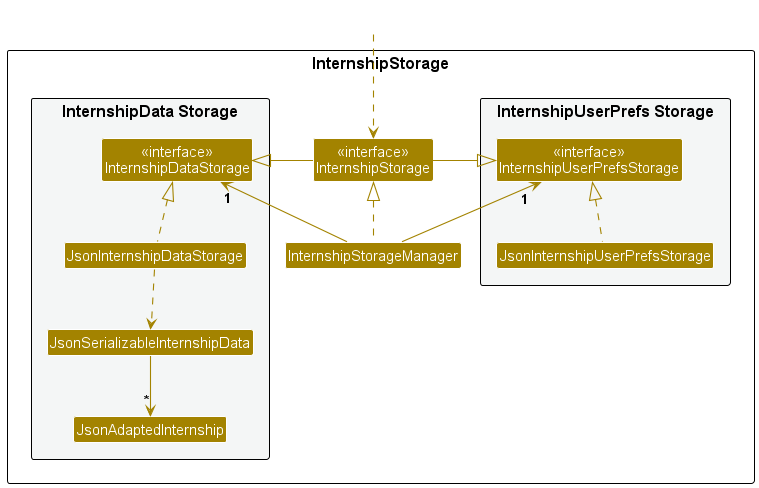 InternshipStorage
InternshipData Storage
InternshipUserPrefs Storage
«interface»
InternshipDataStorage
«interface»
InternshipStorage
«interface»
InternshipUserPrefsStorage
1
1
JsonInternshipDataStorage
InternshipStorageManager
JsonInternshipUserPrefsStorage
JsonSerializableInternshipData
*
JsonAdaptedInternship